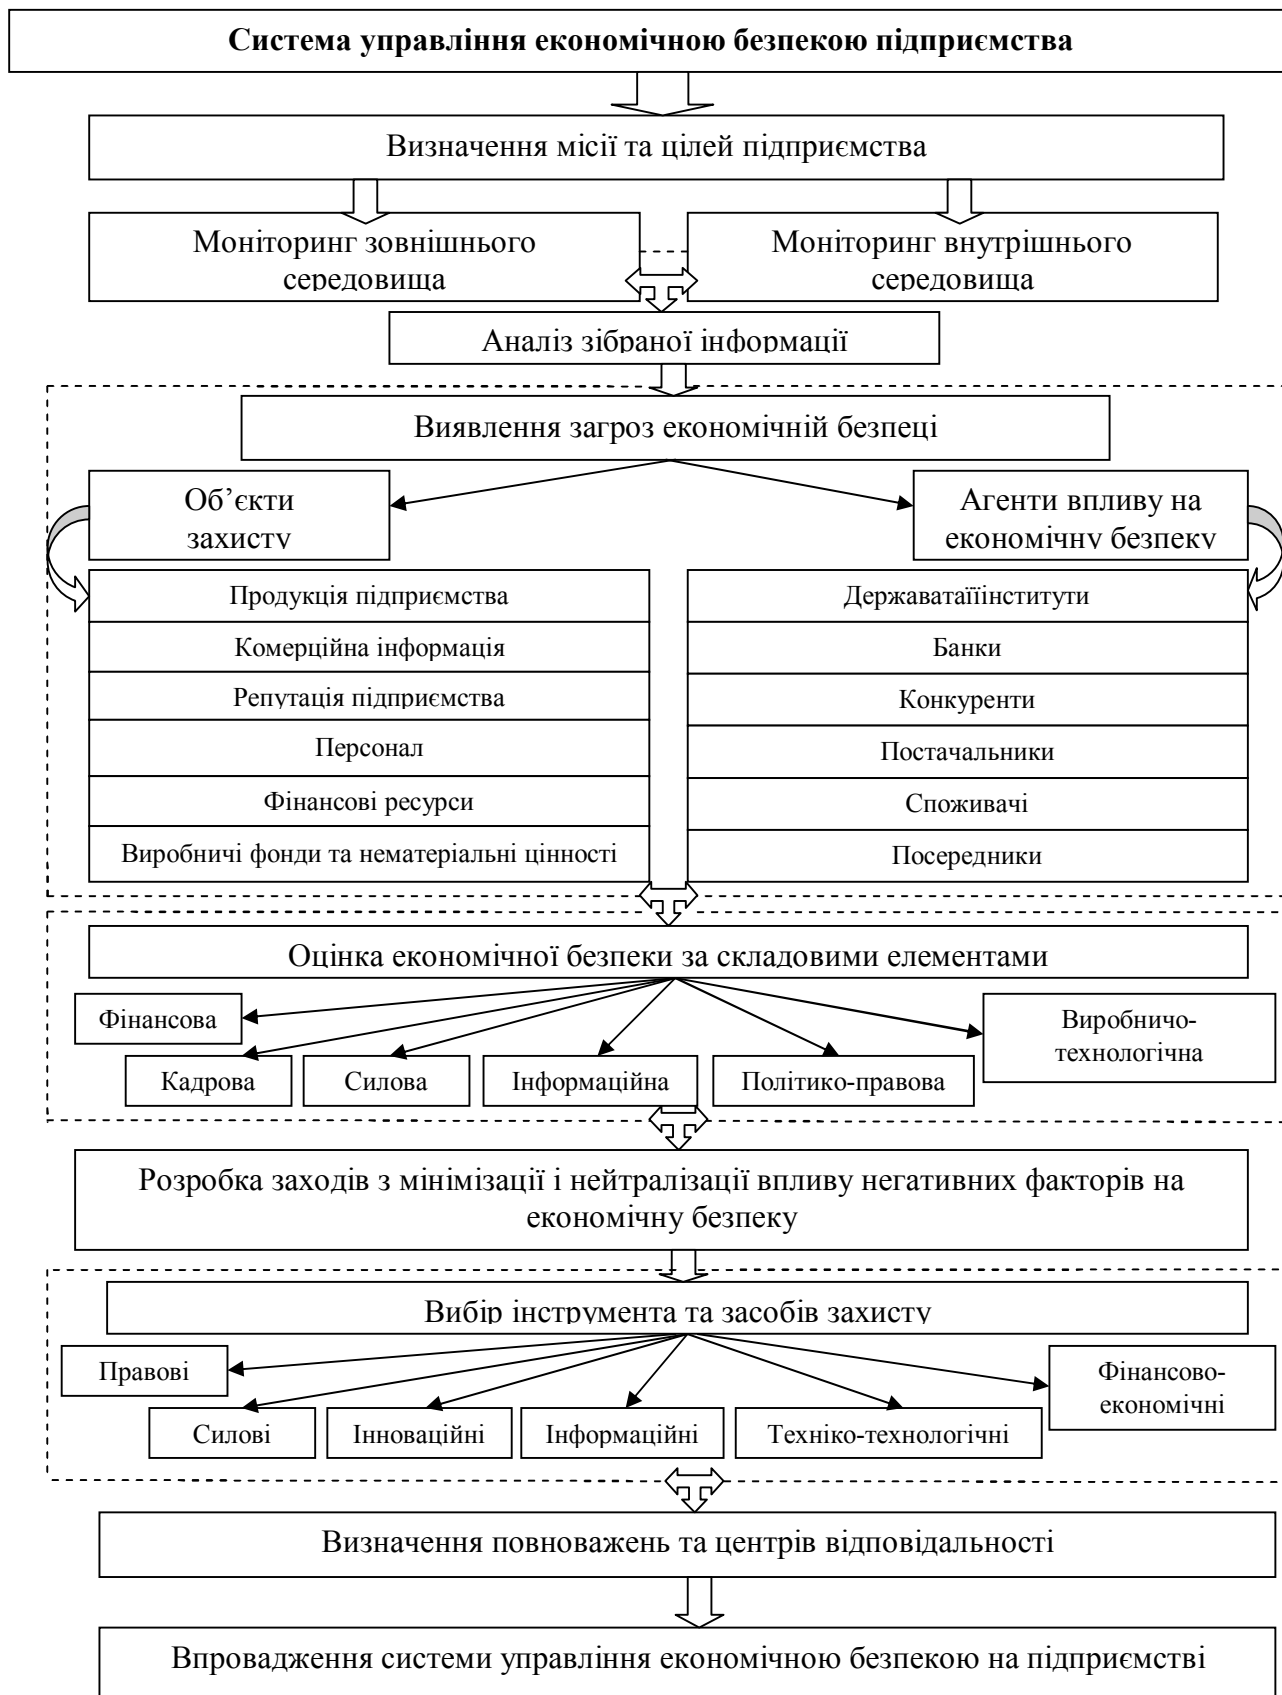 Система управління економічною безпекою підприємства
Визначення місії та цілей підприємства
Моніторинг зовнішнього
середовища
Моніторинг внутрішнього
середовища
Аналіз зібраної інформації
Виявлення загроз економічній безпеці
Об’єкти
захисту
Агенти впливу на
економічну безпеку
Продукція підприємства
Комерційна інформація
Репутація підприємства
Персонал
Фінансові ресурси
Виробничі фонди та нематеріальні цінності
Державатаїїінститути
Банки
Конкуренти
Постачальники
Споживачі
Посередники
Оцінка економічної безпеки за складовими елементами
Фінансова
Кадрова
Силова
Інформаційна
Політико-правова
Виробничо-
технологічна
Розробка заходів з мінімізації і нейтралізації впливу негативних факторів на
економічну безпеку
Вибір інструмента та засобів захисту
Правові
Силові
Інноваційні
Інформаційні
Техніко-технологічні
Фінансово-
економічні
Визначення повноважень та центрів відповідальності
Впровадження системи управління економічною безпекою на підприємстві